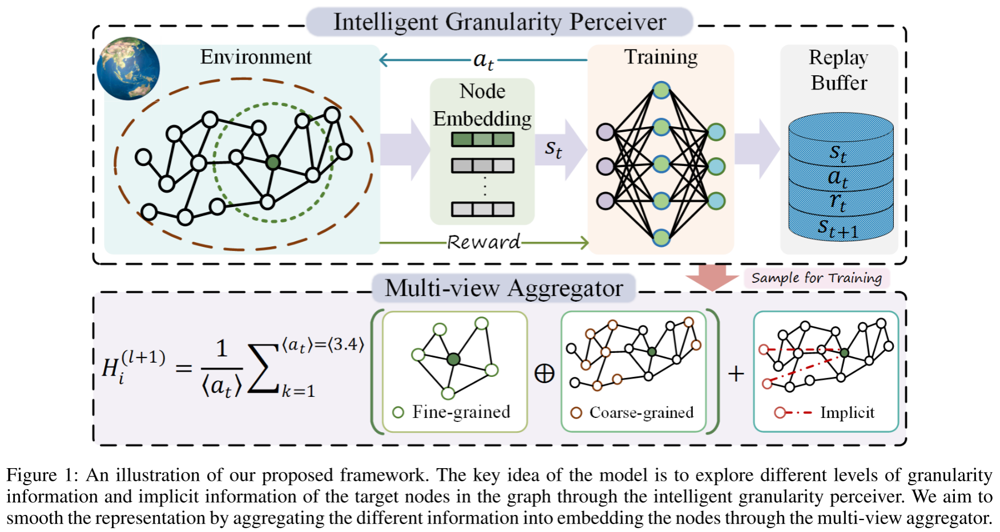 Intelligent Granularity Perceiver
Environment
a_t
Training
Replay
Buffer
Node
Embedding
s_t
s_t
a_t
r_t
s_{t+1}
Reward
Sample for Training
Multi-view Aggregator
H_i^{(l+1)} = \frac{1}{⟨a_t⟩} \sum_{k=1}^{⟨a_t⟩=⟨3.4⟩} ( ⊕ ) +
Fine-grained
Coarse-grained
Implicit
Figure 1: An illustration of our proposed framework. The key idea of the model is to explore different levels of granularity
information and implicit information of the target nodes in the graph through the intelligent granularity perceiver. We aim to
smooth the representation by aggregating the different information into embedding the nodes through the multi-view aggregator.